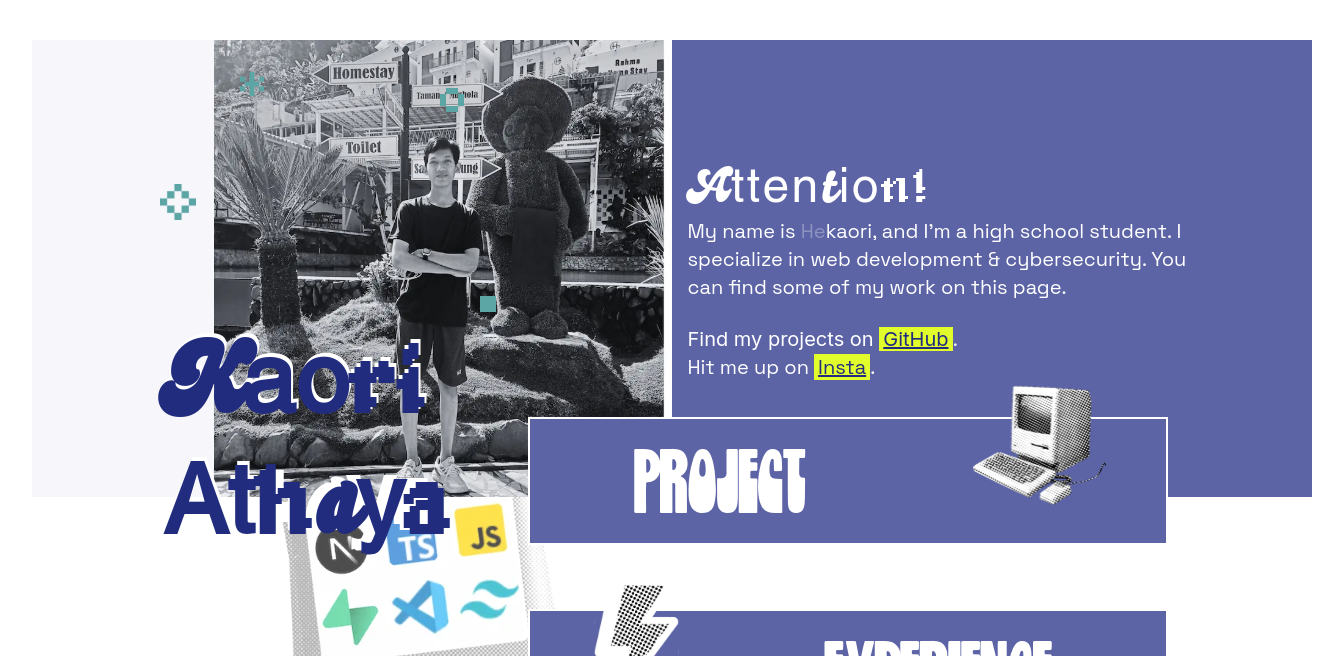 Homestay
Toilet
Kaori
Athaya
Attention!
My name is Hekaori, and I'm a high school student. I
specialize in web development & cybersecurity. You
can find some of my work on this page.
Find my projects on GitHub.
Hit me up on Insta.
PROJECT
N
TS
JS
EXPERIENCE